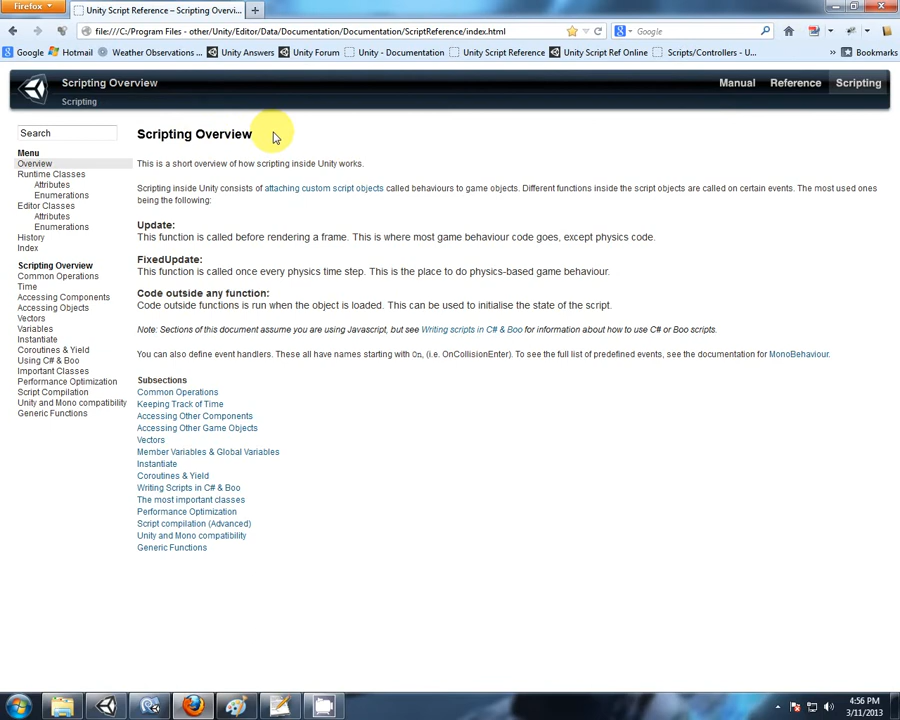 Firefox
Unity Script Reference – Scripting Overvi...
file:///C:/Program Files - other/Unity/Editor/Data/Documentation/Documentation/ScriptReference/index.html
Google
Google
Hotmail
Weather Observations ...
Unity Answers
Unity Forum
Unity - Documentation
Unity Script Reference
Unity Script Ref Online
Scripts/Controllers - U...
Bookmarks
Scripting Overview
Manual
Reference
Scripting
Scripting
Search
Menu
Overview
Runtime Classes
Attributes
Enumerations
Editor Classes
Attributes
Enumerations
History
Index
Scripting Overview
Common Operations
Time
Accessing Components
Accessing Objects
Vectors
Variables
Instantiate
Coroutines & Yield
Using C# & Boo
Important Classes
Performance Optimization
Script Compilation
Unity and Mono compatibility
Generic Functions
Scripting Overview
This is a short overview of how scripting inside Unity works.
Scripting inside Unity consists of attaching custom script objects called behaviours to game objects. Different functions inside the script objects are called on certain events. The most used ones
being the following:
Update:
This function is called before rendering a frame. This is where most game behaviour code goes, except physics code.
FixedUpdate:
This function is called once every physics time step. This is the place to do physics-based game behaviour.
Code outside any function:
Code outside functions is run when the object is loaded. This can be used to initialise the state of the script.
Note: Sections of this document assume you are using Javascript, but see Writing scripts in C# & Boo for information about how to use C# or Boo scripts.
You can also define event handlers. These all have names starting with On, (i.e. OnCollisionEnter). To see the full list of predefined events, see the documentation for MonoBehaviour.
Subsections
Common Operations
Keeping Track of Time
Accessing Other Components
Accessing Other Game Objects
Vectors
Member Variables & Global Variables
Instantiate
Coroutines & Yield
Writing Scripts in C# & Boo
The most important classes
Performance Optimization
Script compilation (Advanced)
Unity and Mono compatibility
Generic Functions
4:56 PM
3/11/2013